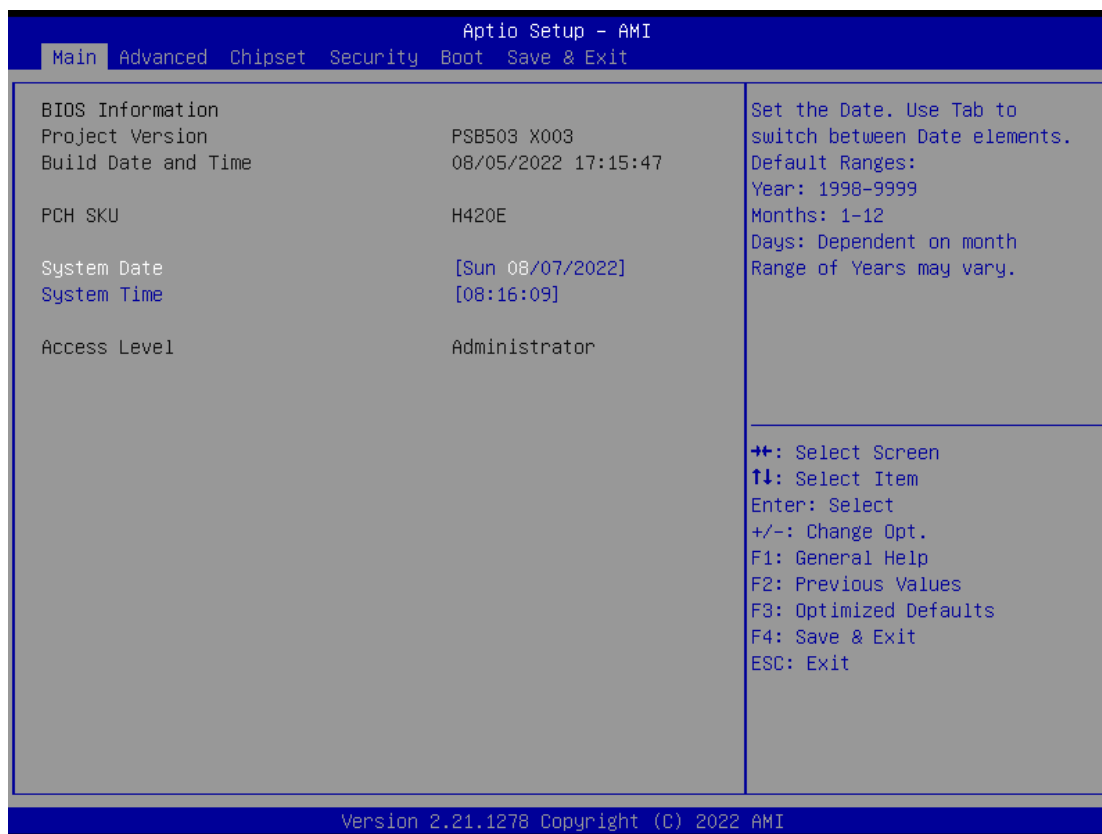 Aptio Setup - AMI
Main Advanced Chipset Security Boot Save & Exit
BIOS Information
Project Version PSB503 X003
Build Date and Time 08/05/2022 17:15:47
PCH SKU H420E
System Date [Sun 08/07/2022]
System Time [08:16:09]
Access Level Administrator
Set the Date. Use Tab to
switch between Date elements.
Default Ranges:
Year: 1998-9999
Months: 1-12
Days: Dependent on month
Range of Years may vary.
→←: Select Screen
↑↓: Select Item
Enter: Select
+/-: Change Opt.
F1: General Help
F2: Previous Values
F3: Optimized Defaults
F4: Save & Exit
ESC: Exit
Version 2.21.1278 Copyright (C) 2022 AMI